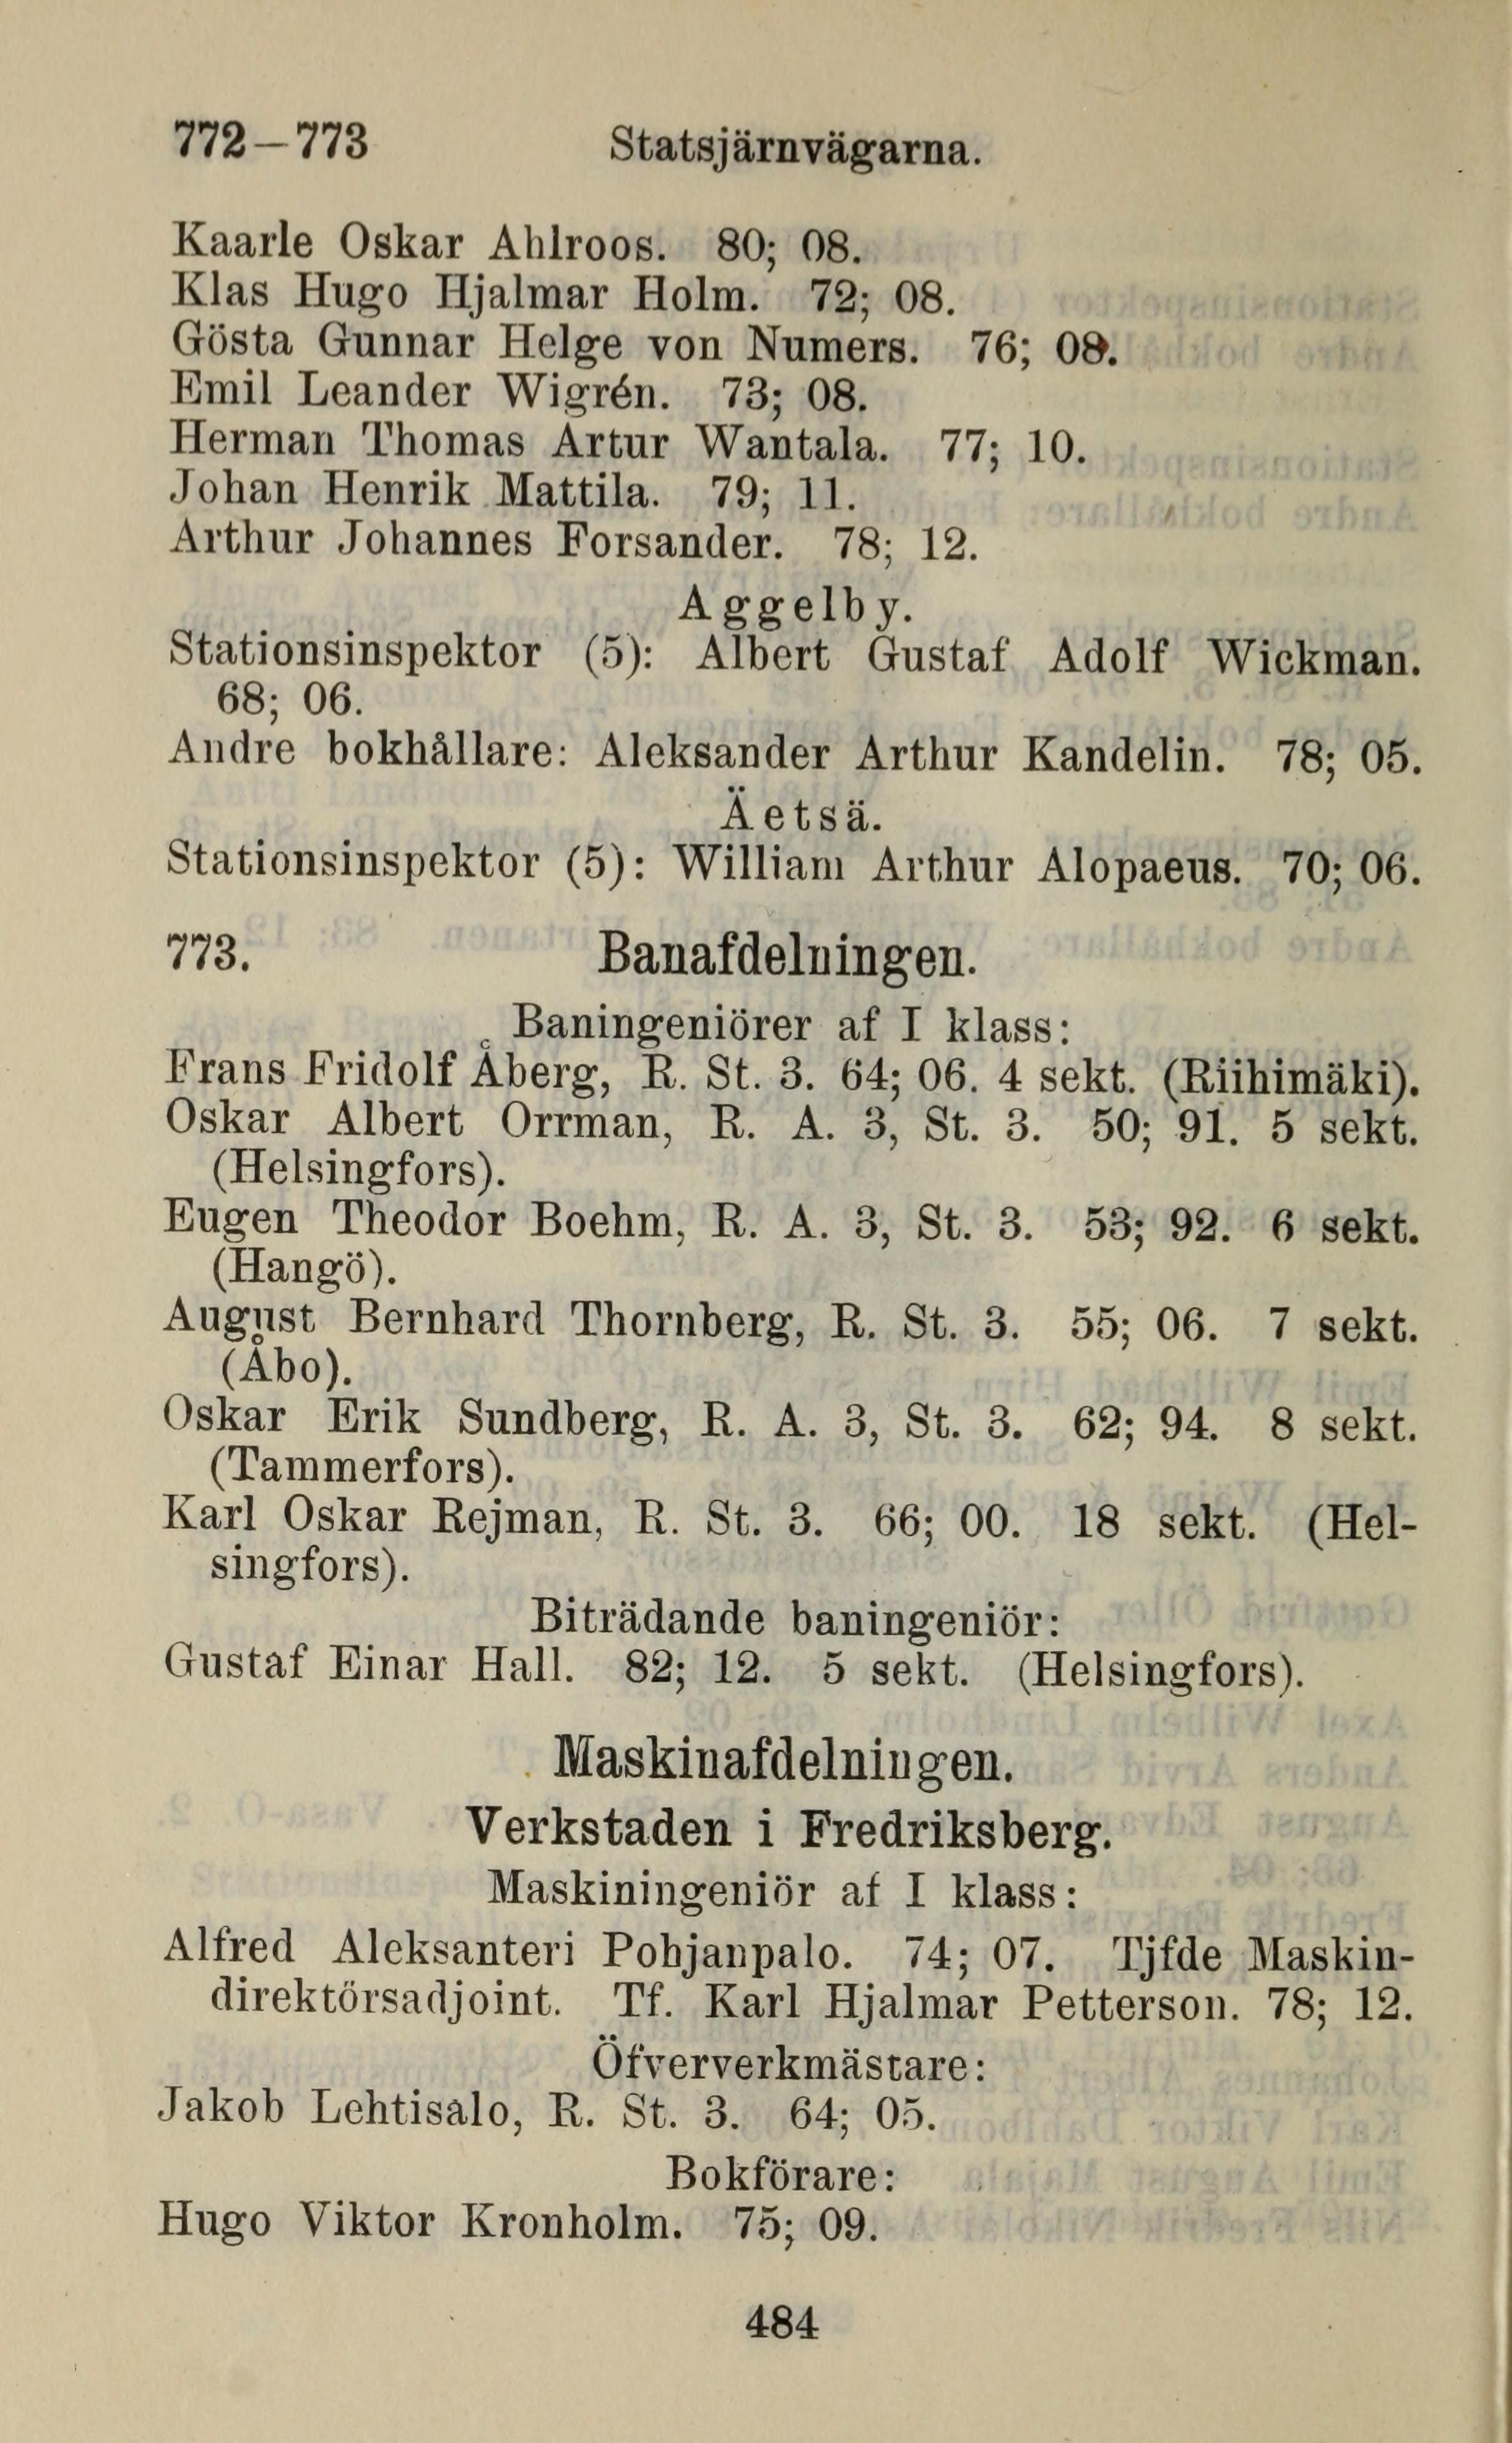 772–773 Statsjärnvägarna.
Kaarle Oskar Ahlroos. 80; 08.
Klas Hugo Hjalmar Holm. 72; 08.
Gösta Gunnar Helge von Numers. 76; 08.
Emil Leander Wigrén. 73; 08.
Herman Thomas Artur Wantala. 77; 10.
Johan Henrik Mattila. 79; 11.
Arthur Johannes Forsander. 78; 12.
Aggelby.
Stationsinspektor (5): Albert Gustaf Adolf Wickman.
68; 06.
Andre bokhållare: Aleksander Arthur Kandelin. 78; 05.
Äetsä.
Stationsinspektor (5): William Arthur Alopaeus. 70; 06.
773. Banafdelningen.
Baningeniörer af I klass:
Frans Fridolf Åberg, R. St. 3. 64; 06. 4 sekt. (Riihimäki).
Oskar Albert Orrman, R. A. 3, St. 3. 50; 91. 5 sekt.
(Helsingfors).
Eugen Theodor Boehm, R. A. 3, St. 3. 53; 92. 6 sekt.
(Hangö).
August Bernhard Thornberg, R. St. 3. 55; 06. 7 sekt.
(Åbo).
Oskar Erik Sundberg, R. A. 3, St. 3. 62; 94. 8 sekt.
(Tammerfors).
Karl Oskar Rejman, R. St. 3. 66; 00. 18 sekt. (Hel-
singfors).
Biträdande baningeniör:
Gustaf Einar Hall. 82; 12. 5 sekt. (Helsingfors).
Maskinafdelningen.
Verkstaden i Fredriksberg.
Maskiningeniör af I klass:
Alfred Aleksanteri Pohjanpalo. 74; 07. Tjfde Maskin-
direktörsadjoint. Tf. Karl Hjalmar Petterson. 78; 12.
Öfververkmästare:
Jakob Lehtisalo, R. St. 3. 64; 05.
Bokförare:
Hugo Viktor Kronholm. 75; 09.
484